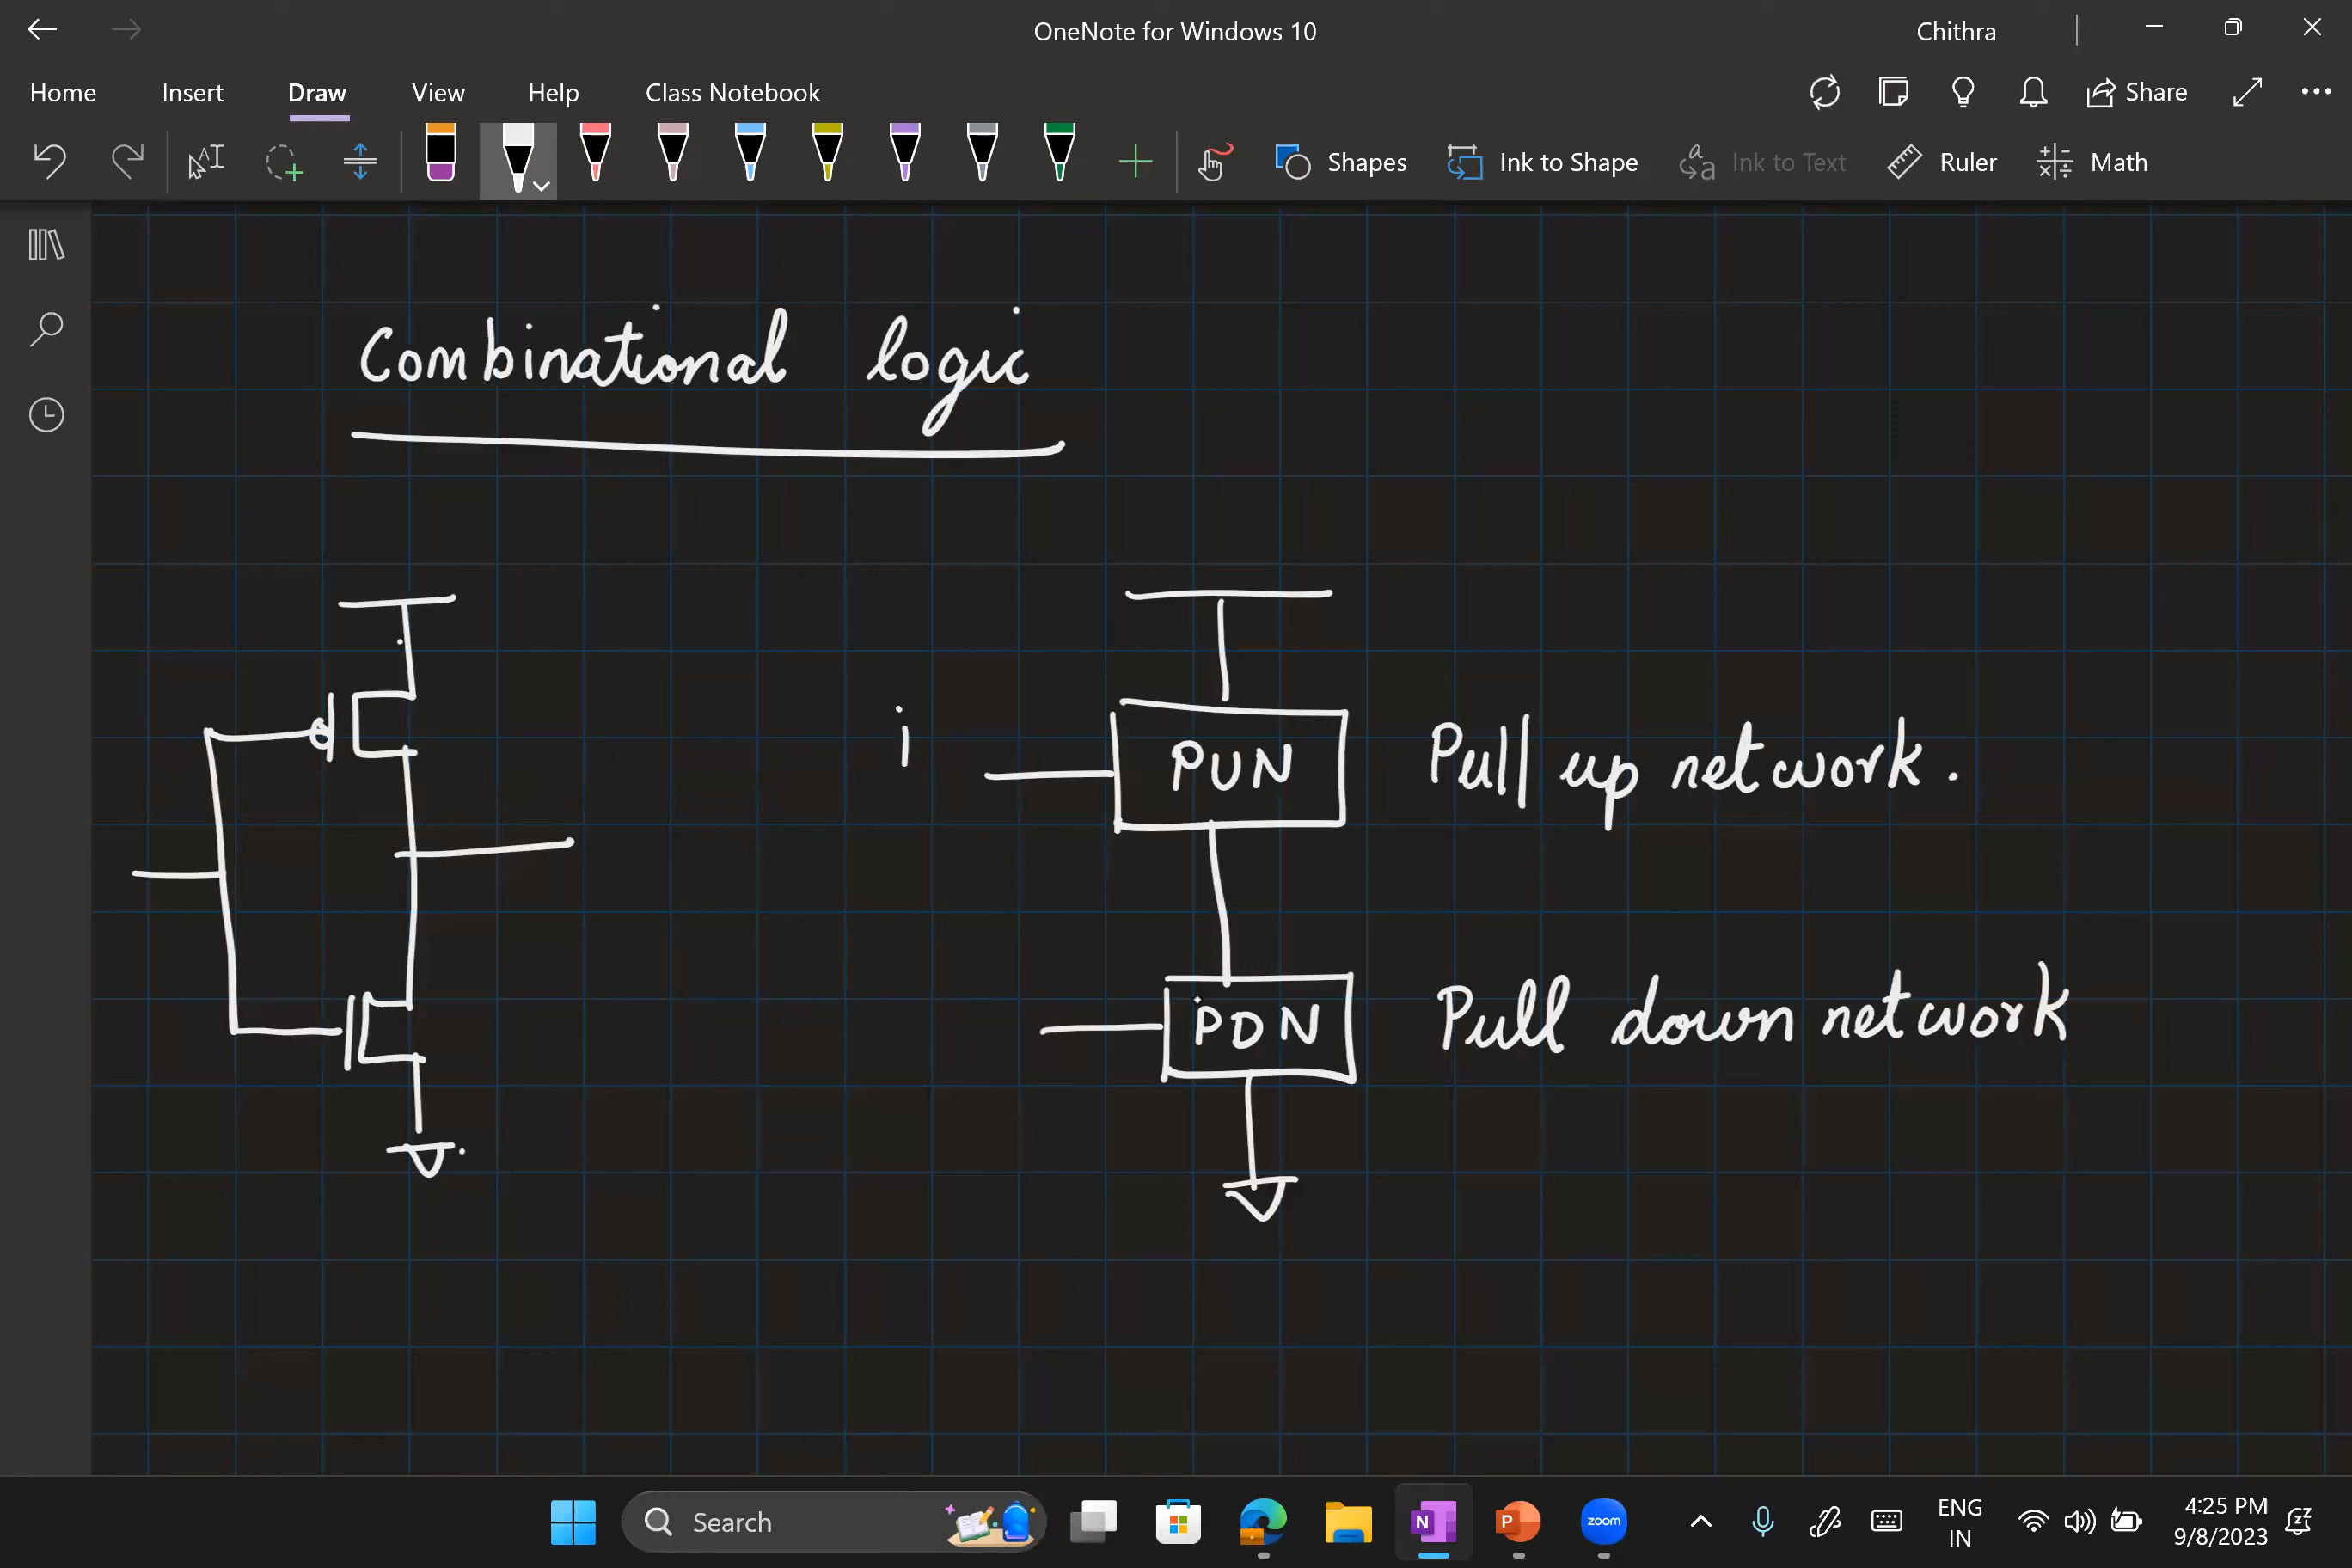 OneNote for Windows 10
Chithra
Home Insert Draw View Help Class Notebook Share
Shapes Ink to Shape Ink to Text Ruler Math
Combinational logic
i
PUN Pull up network.
PDN Pull down network
Search
zoom
ENG
IN
4:25 PM
9/8/2023